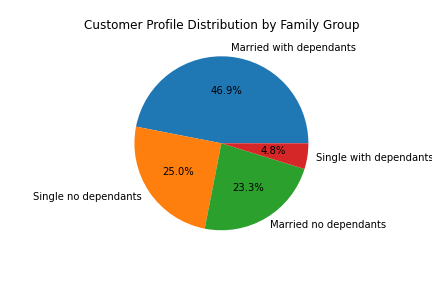 Customer Profile Distribution by Family Group
Married with dependants
46.9%
4.8%
Single with dependants
25.0%
23.3%
Single no dependants
Married no dependants